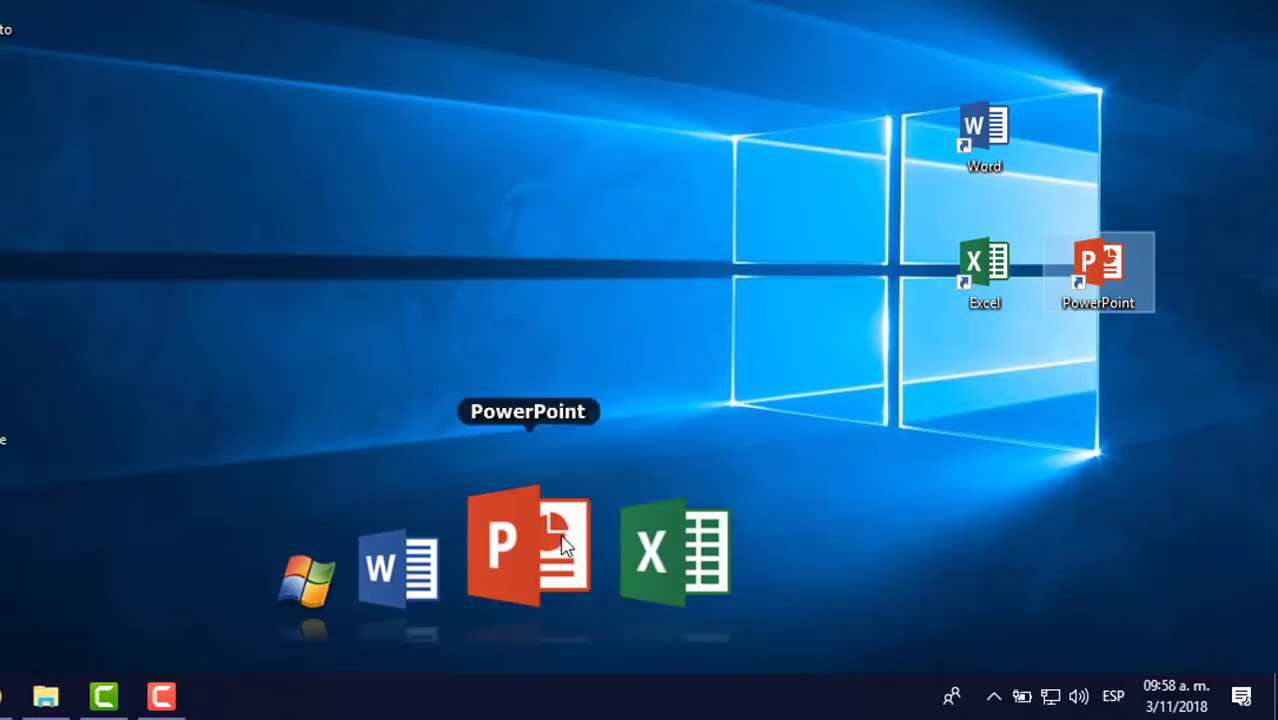 to
W
Word
X
P
Excel
PowerPoint
PowerPoint
e
W
P
X
C
C
ESP
09:58 a. m.
3/11/2018